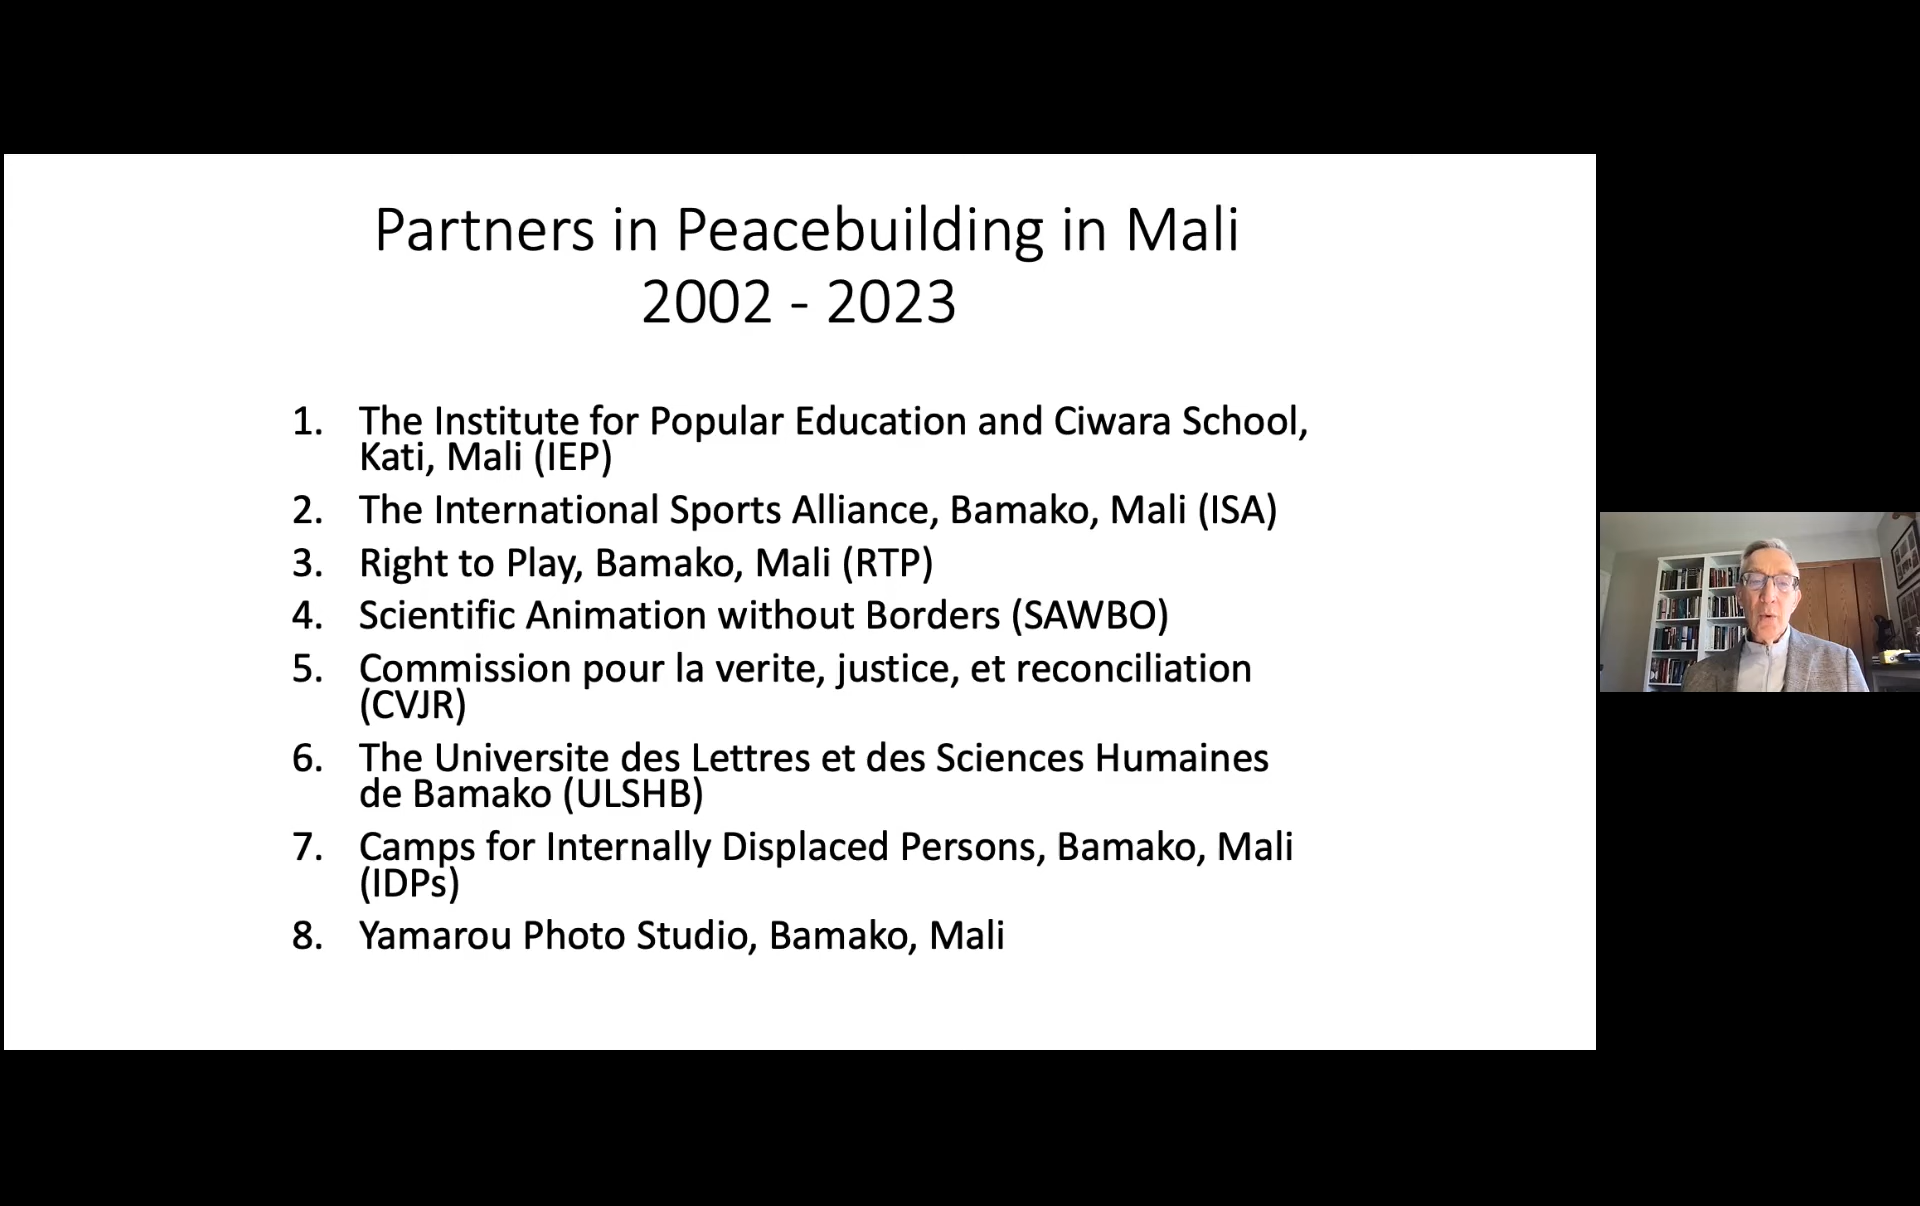 Partners in Peacebuilding in Mali
2002 - 2023
1. The Institute for Popular Education and Ciwara School,
Kati, Mali (IEP)
2. The International Sports Alliance, Bamako, Mali (ISA)
3. Right to Play, Bamako, Mali (RTP)
4. Scientific Animation without Borders (SAWBO)
5. Commission pour la verite, justice, et reconciliation
(CVJR)
6. The Universite des Lettres et des Sciences Humaines
de Bamako (ULSHB)
7. Camps for Internally Displaced Persons, Bamako, Mali
(IDPs)
8. Yamarou Photo Studio, Bamako, Mali